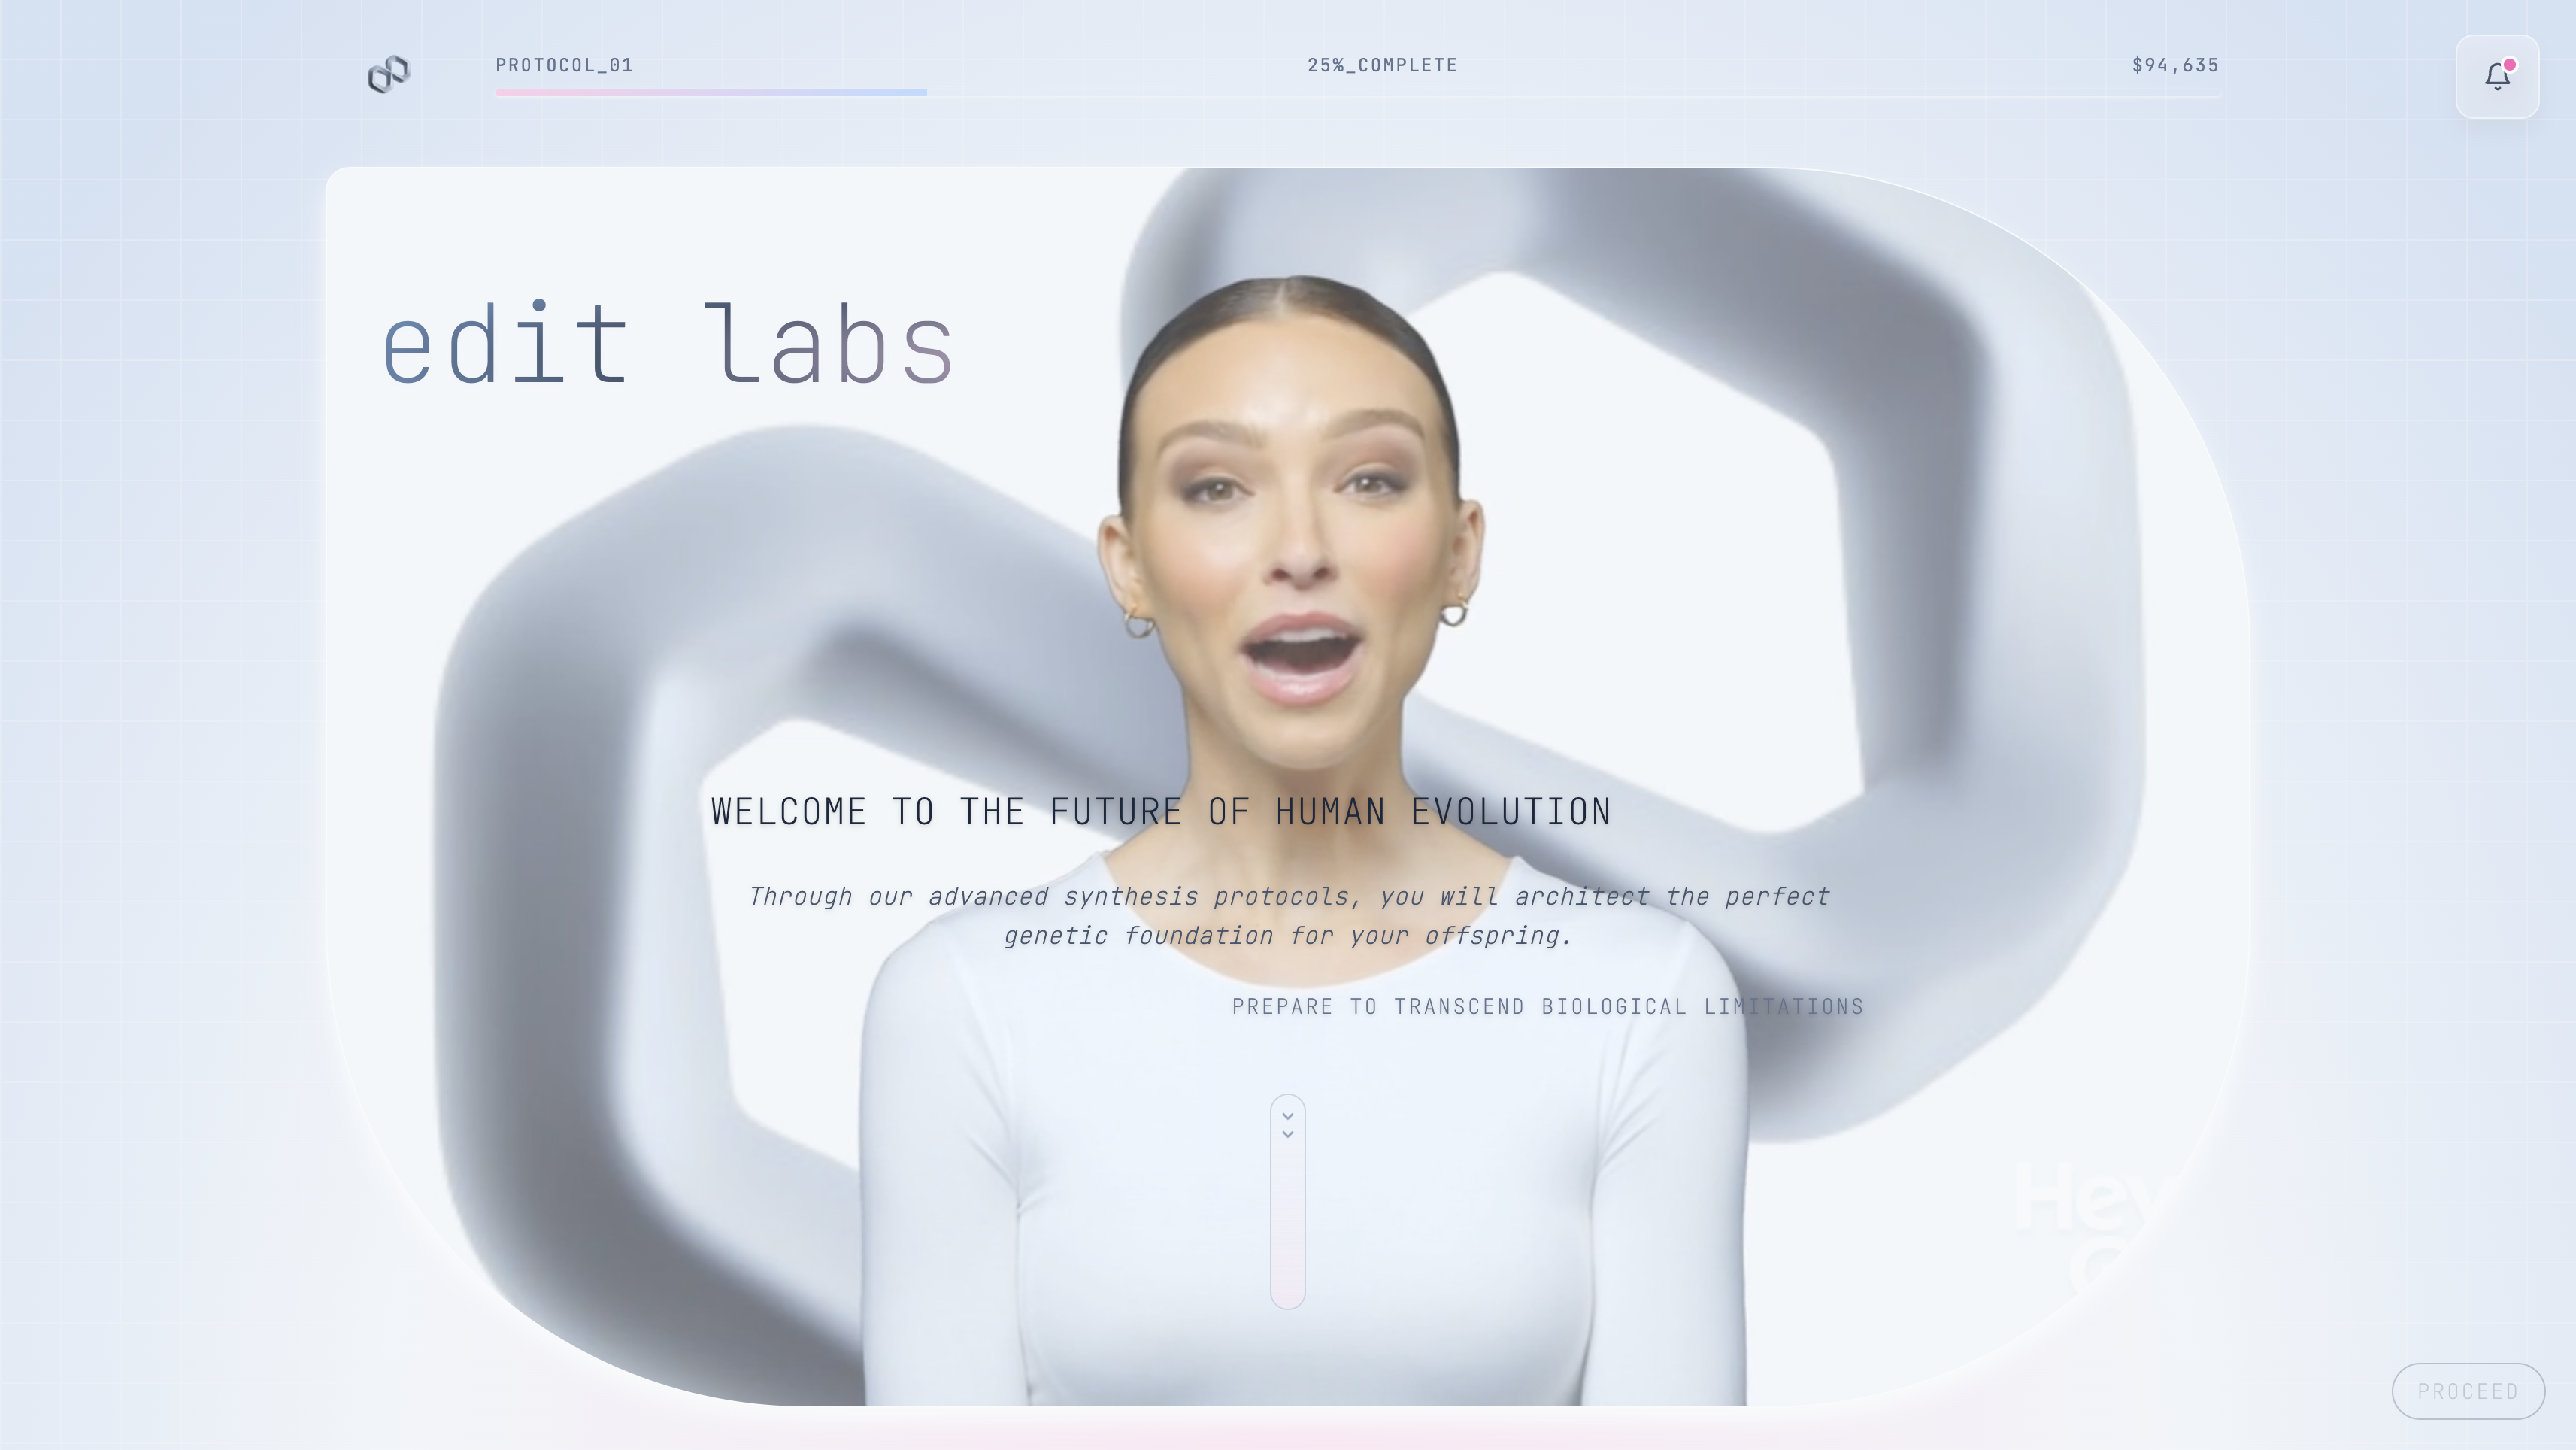 PROTOCOL_01
25%_COMPLETE
$94,635
edit labs
WELCOME TO THE FUTURE OF HUMAN EVOLUTION
Through our advanced synthesis protocols, you will architect the perfect
genetic foundation for your offspring.
PREPARE TO TRANSCEND BIOLOGICAL LIMITATIONS
Hey
PROCEED